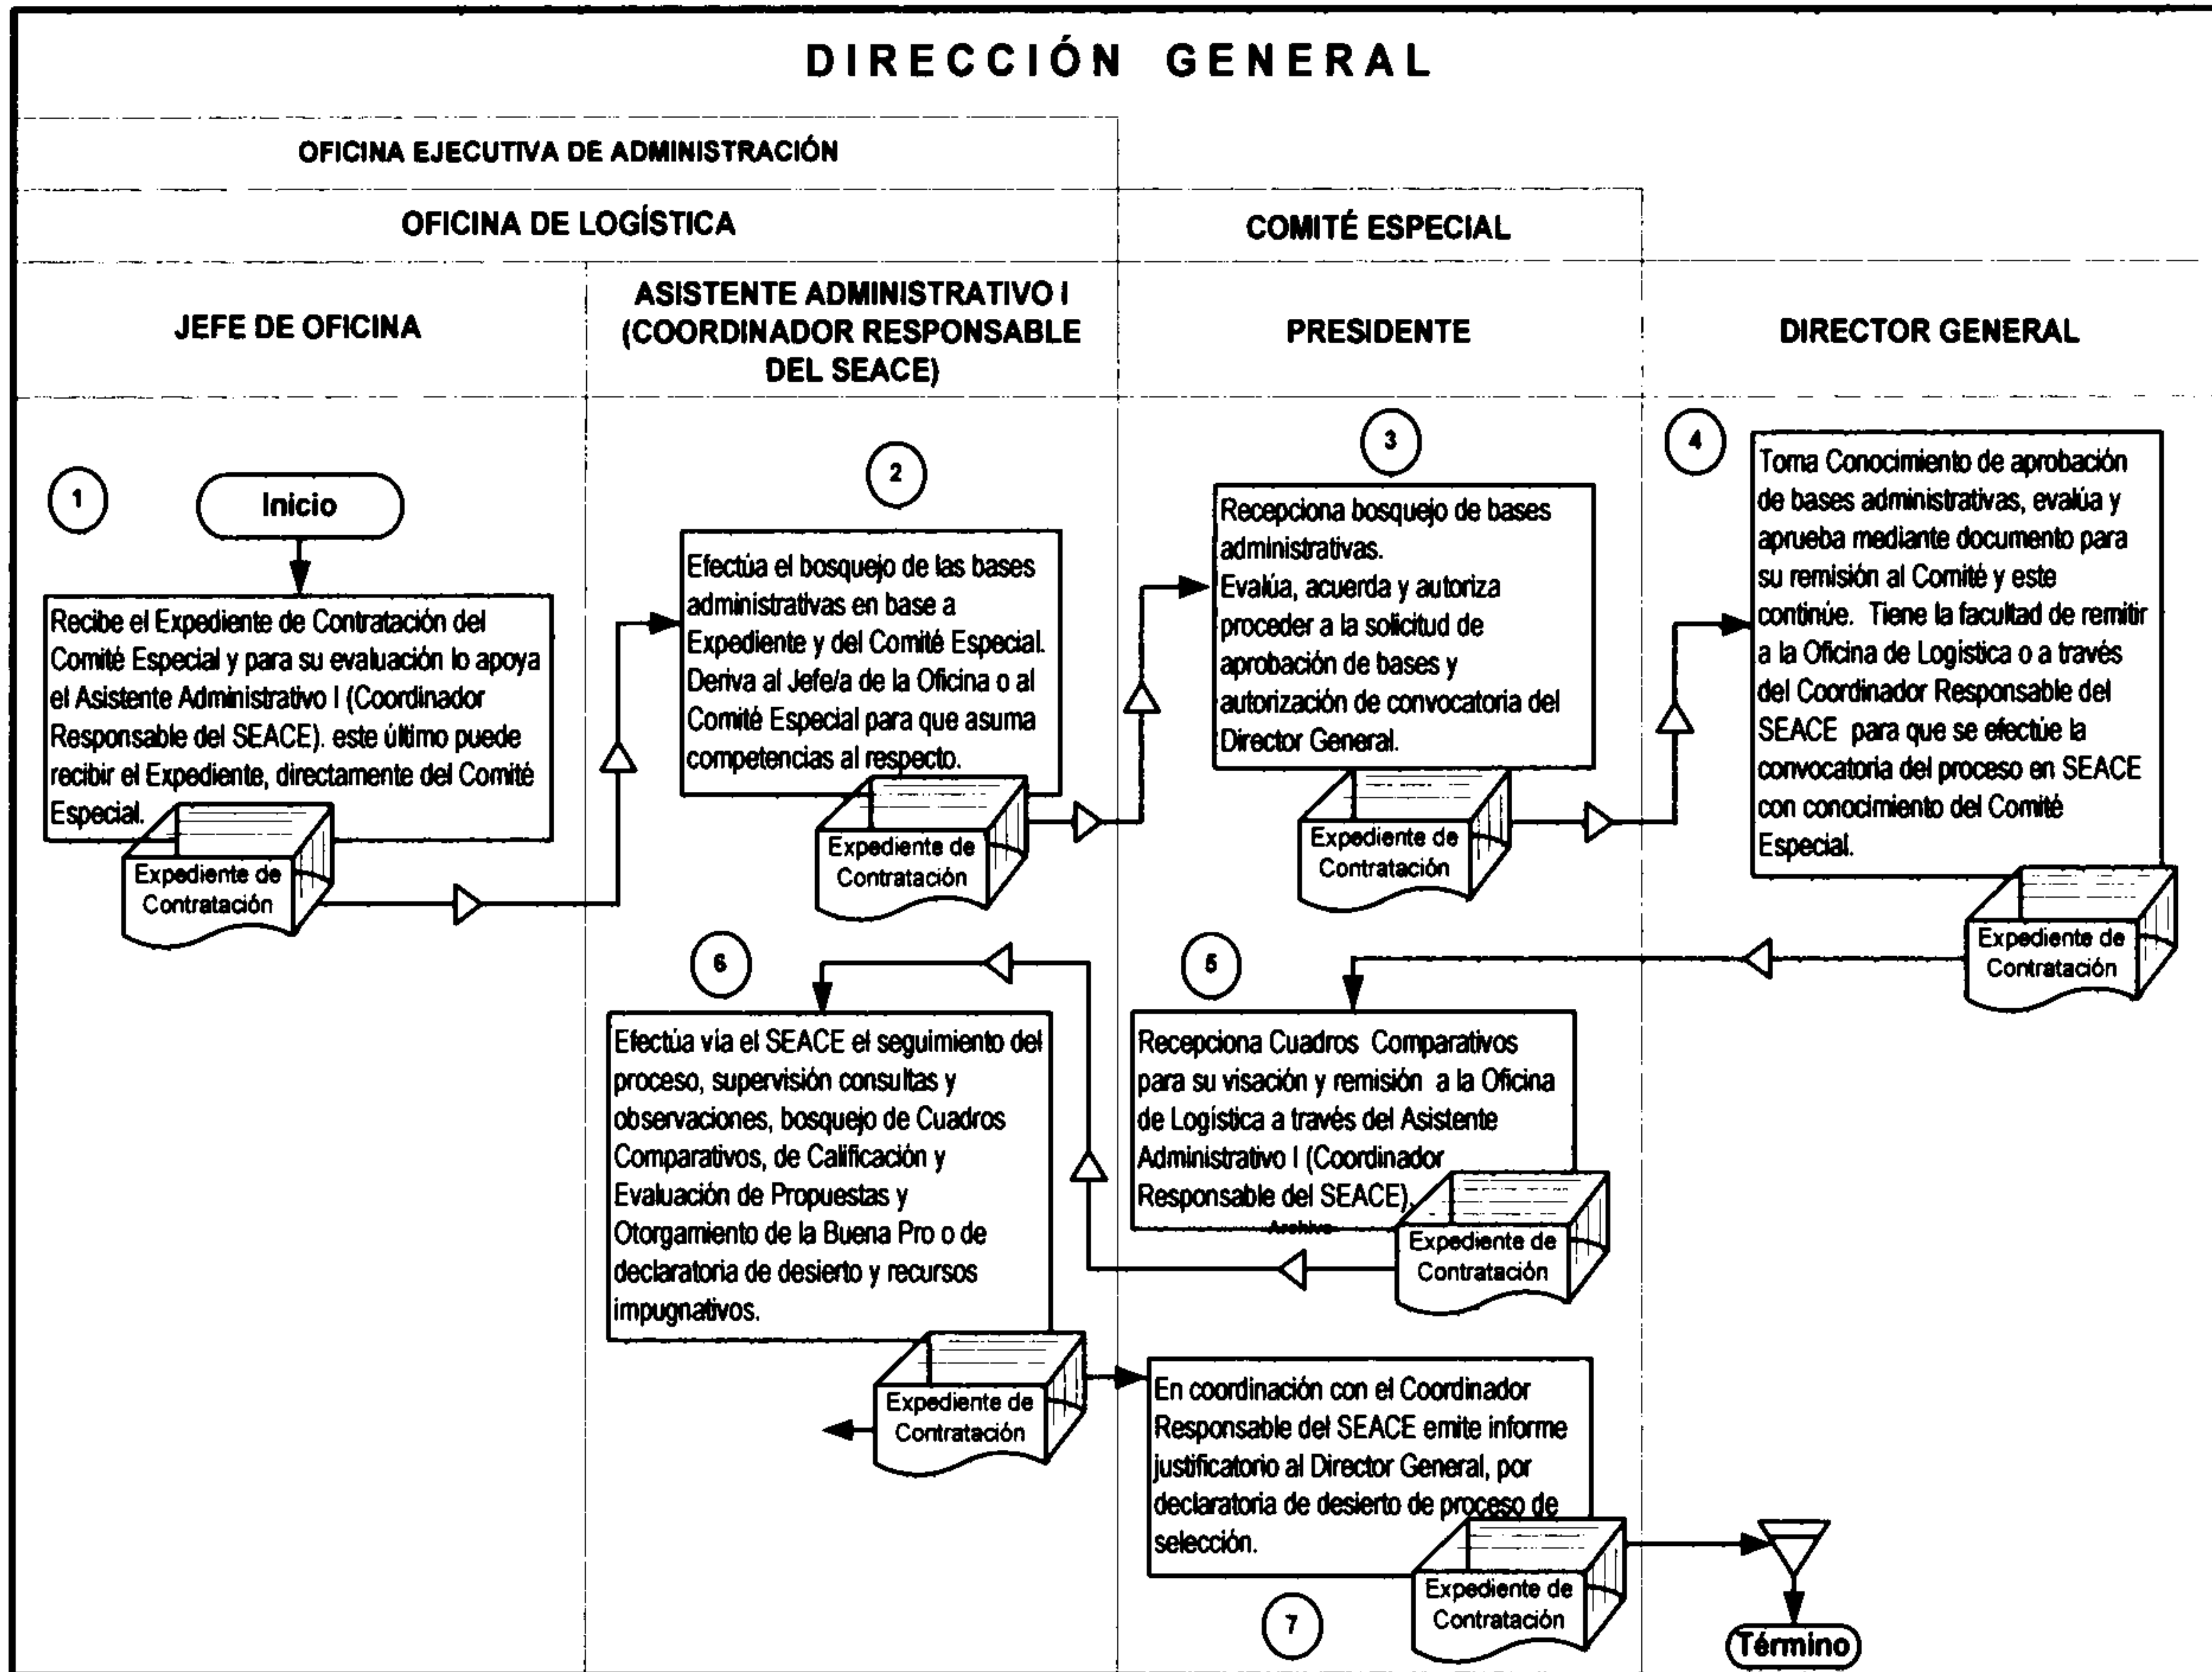 DIRECCIÓN GENERAL
OFICINA EJECUTIVA DE ADMINISTRACIÓN
OFICINA DE LOGÍSTICA
COMITÉ ESPECIAL
JEFE DE OFICINA
ASISTENTE ADMINISTRATIVO I
(COORDINADOR RESPONSABLE
DEL SEACE)
PRESIDENTE
DIRECTOR GENERAL
1
Inicio
Recibe el Expediente de Contratación del
Comité Especial y para su evaluación lo apoya
el Asistente Administrativo I (Coordinador
Responsable del SEACE). este último puede
recibir el Expediente, directamente del Comité
Especial.
Expediente de
Contratación
2
Efectúa el bosquejo de las bases
administrativas en base a
Expediente y del Comité Especial.
Deriva al Jefe/a de la Oficina o al
Comité Especial para que asuma
competencias al respecto.
Expediente de
Contratación
3
Recepciona bosquejo de bases
administrativas.
Evalúa, acuerda y autoriza
proceder a la solicitud de
aprobación de bases y
autorización de convocatoria del
Director General.
Expediente de
Contratación
4
Toma Conocimiento de aprobación
de bases administrativas, evalúa y
aprueba mediante documento para
su remisión al Comité y este
continúe. Tiene la facultad de remitir
a la Oficina de Logística o a través
del Coordinador Responsable del
SEACE para que se efectúe la
convocatoria del proceso en SEACE
con conocimiento del Comité
Especial.
Expediente de
Contratación
5
Recepciona Cuadros Comparativos
para su visación y remisión a la Oficina
de Logística a través del Asistente
Administrativo I (Coordinador
Responsable del SEACE).
Archivo
Expediente de
Contratación
6
Efectúa vía el SEACE el seguimiento del
proceso, supervisión consultas y
observaciones, bosquejo de Cuadros
Comparativos, de Calificación y
Evaluación de Propuestas y
Otorgamiento de la Buena Pro o de
declaratoria de desierto y recursos
impugnativos.
Expediente de
Contratación
En coordinación con el Coordinador
Responsable del SEACE emite informe
justificatorio al Director General, por
declaratoria de desierto de proceso de
selección.
Expediente de
Contratación
7
Término